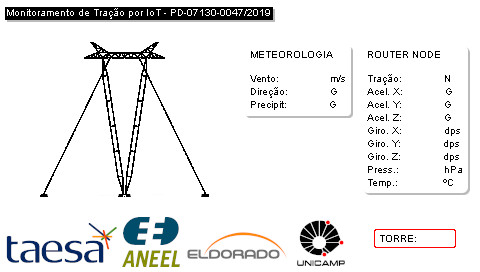 Monitoramento de Tração por IoT - PD-07130-0047/2019
METEOROLOGIA
Vento: m/s
Direção: G
Precipit: G
ROUTER NODE
Tração: N
Acel. X: G
Acel. Y: G
Acel. Z: G
Giro. X: dps
Giro. Y: dps
Giro. Z: dps
Press.: hPa
Temp.: ºC
taesa
ANEEL
ELDORADO
UNICAMP
TORRE: